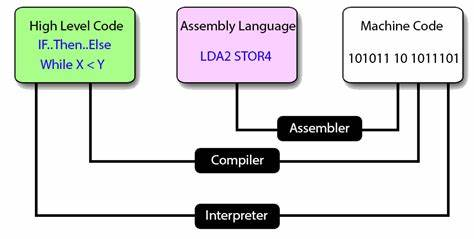 High Level Code
IF..Then..Else
While X < Y
Assembly Language
LDA2 STOR4
Machine Code
101011 10 1011101
Assembler
Compiler
Interpreter